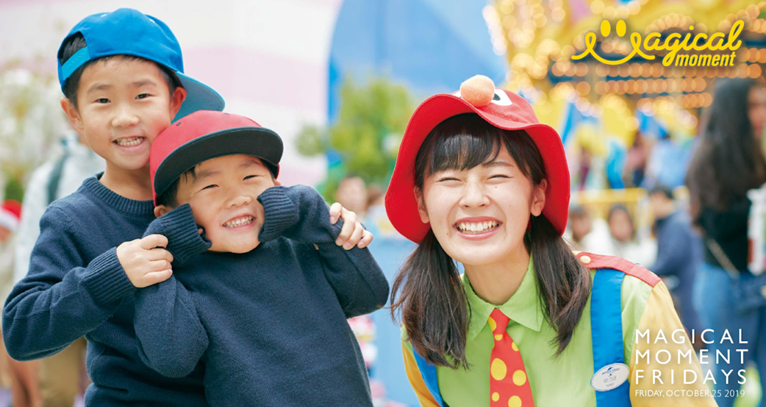 Magical
moment
MAGICAL
MOMENT
FRIDAYS
FRIDAY, OCTOBER 25 2019